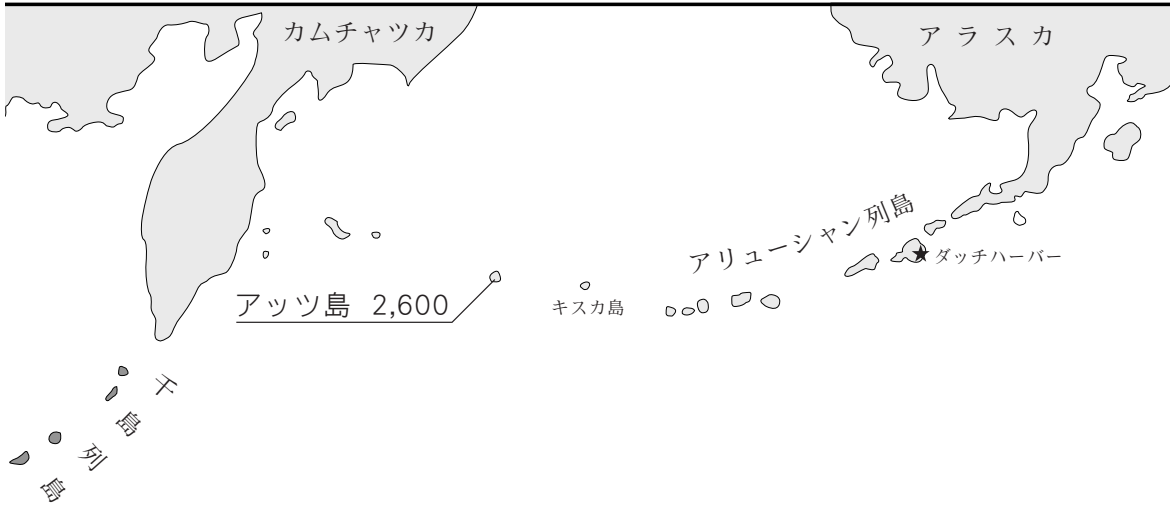 カムチャツカ
アラスカ
アリューシャン列島
ダッチハーバー
アッツ島 2,600
キスカ島
千島列島